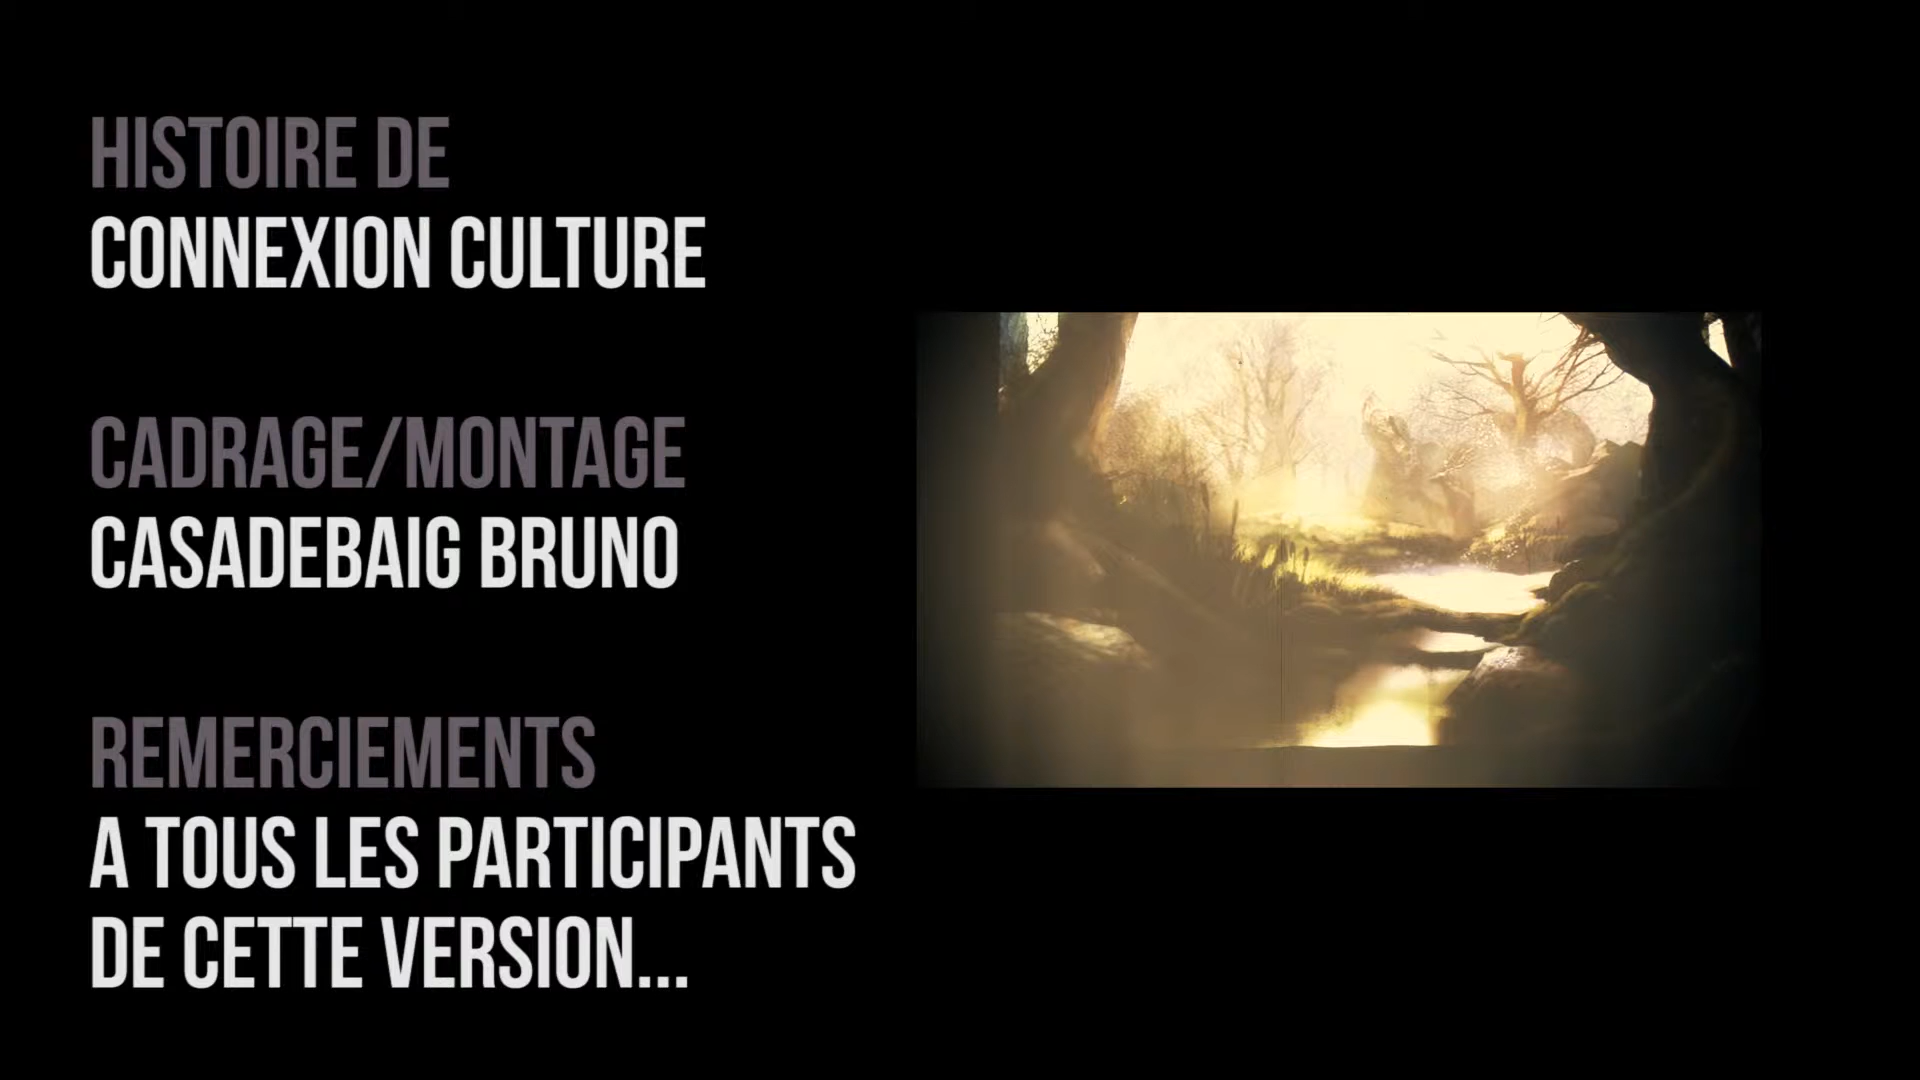 HISTOIRE DE
CONNEXION CULTURE
CADRAGE/MONTAGE
CASADEBAIG BRUNO
REMERCIEMENTS
A TOUS LES PARTICIPANTS
DE CETTE VERSION...